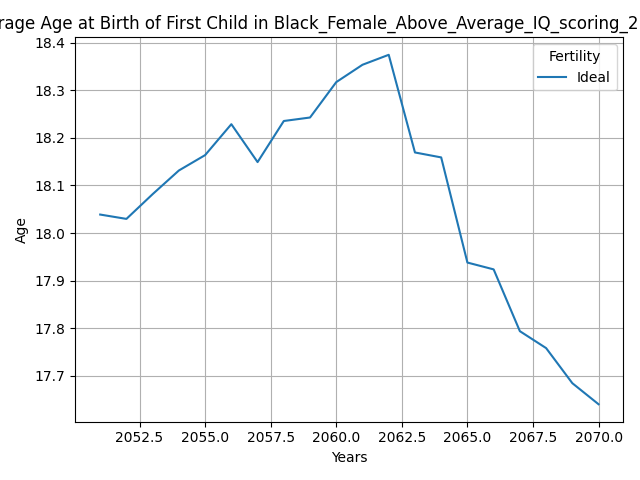 rage Age at Birth of First Child in Black_Female_Above_Average_IQ_scoring_2
Fertility
Ideal
18.4
18.3
18.2
18.1
18.0
17.9
17.8
17.7
Age
2052.5 2055.0 2057.5 2060.0 2062.5 2065.0 2067.5 2070.0
Years